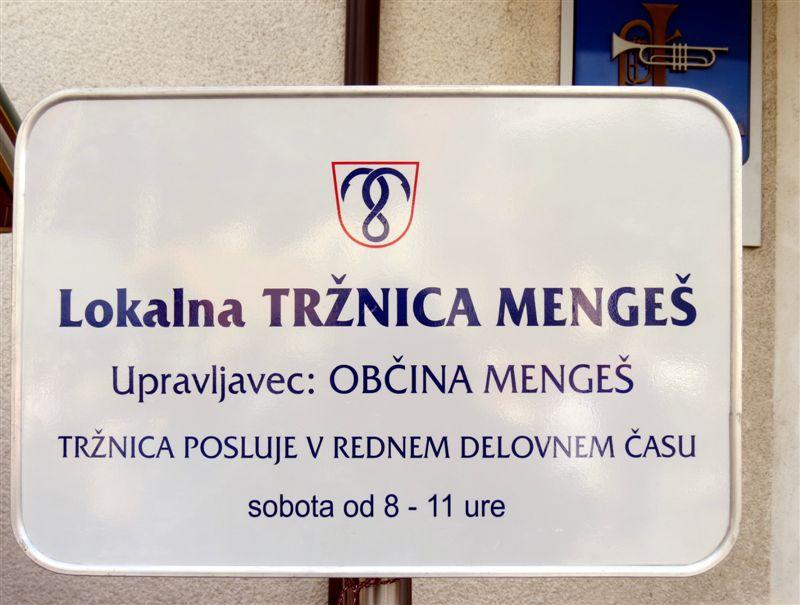 Lokalna TRŽNICA MENGEŠ
Upravljavec: OBČINA MENGEŠ
TRŽNICA POSLUJE V REDNEM DELOVNEM ČASU
sobota od 8 - 11 ure